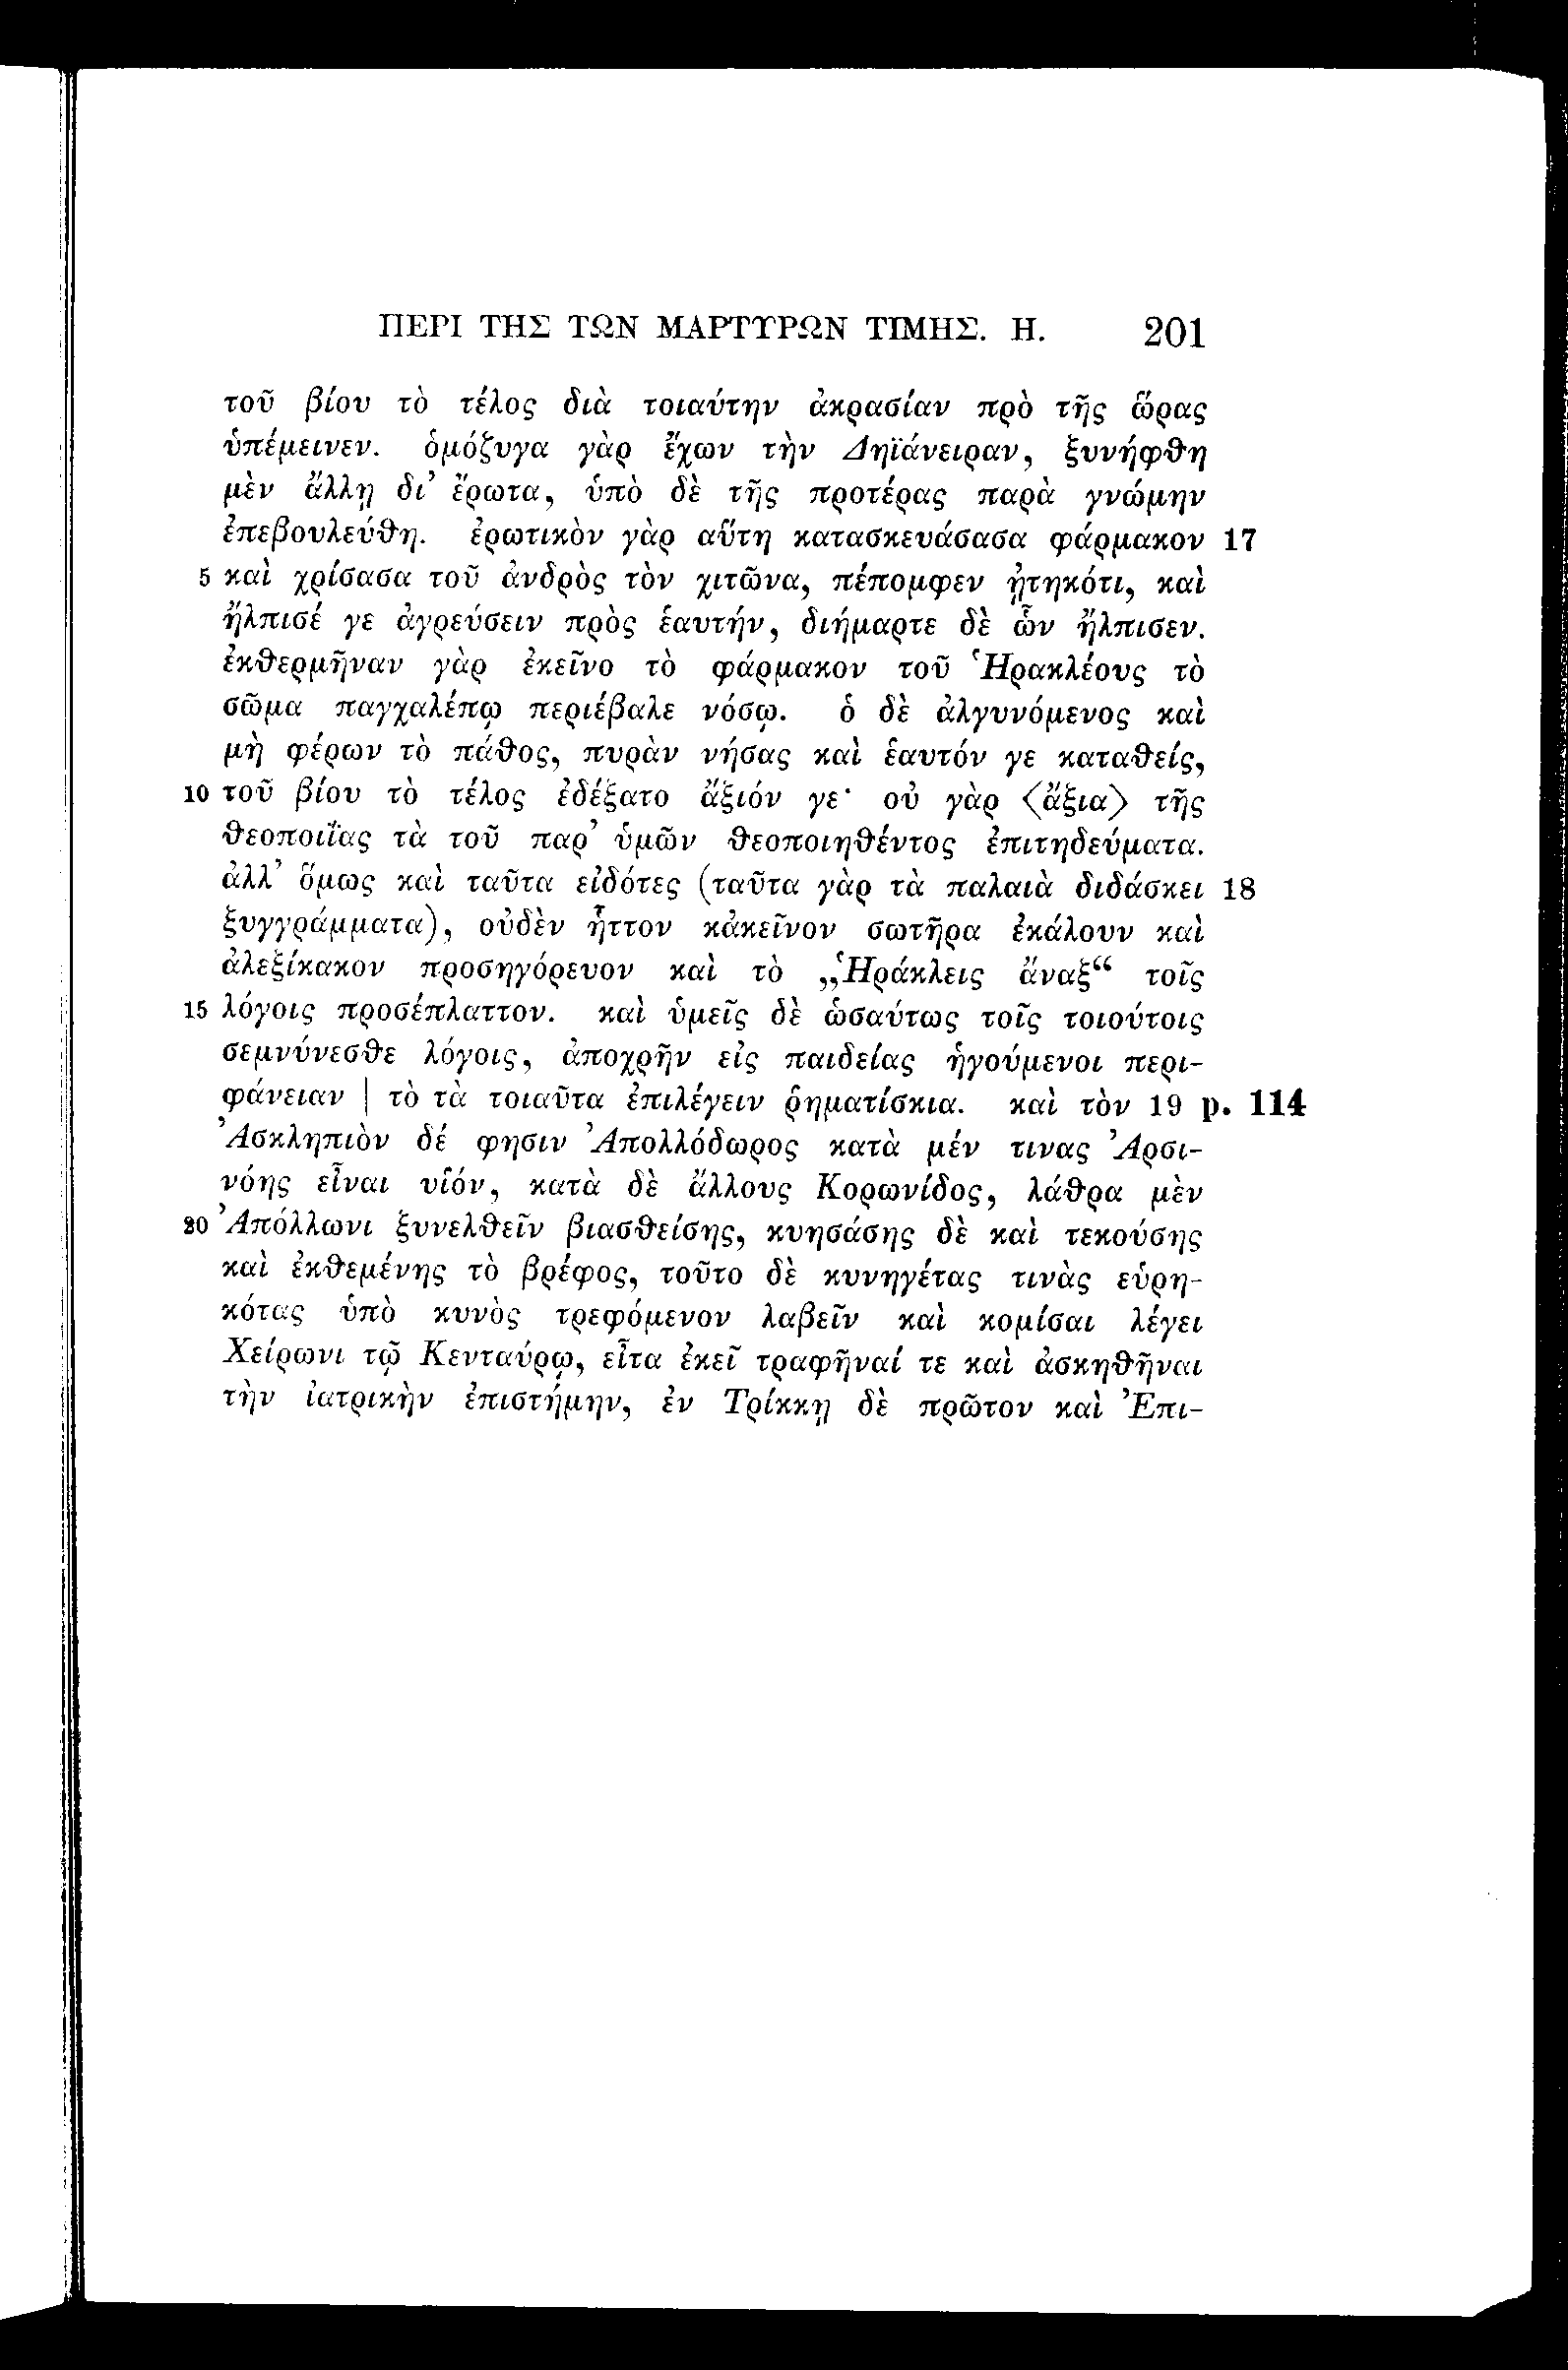 ΠΕΡΙ ΤΗΣ ΤΩΝ ΜΑΡΤΥΡΩΝ ΤΙΜΗΣ. Η. 201
τοῦ βίου τὸ τέλος διὰ τοιαύτην ἀκρασίαν πρὸ τῆς ὥρας
ὑπέμεινεν. ὁμόζυγα γὰρ ἔχων τὴν Δηϊάνειραν, ξυνήφθη
μὲν ἄλλῃ δι’ ἔρωτα, ὑπὸ δὲ τῆς προτέρας παρὰ γνώμην
ἐπεβουλεύθη. ἐρωτικὸν γὰρ αὕτη κατασκευάσασα φάρμακον 17
5 καὶ χρίσασα τοῦ ἀνδρὸς τὸν χιτῶνα, πέπομφεν ᾐτηκότι, καὶ
ἤλπισέ γε ἀγρεύσειν πρὸς ἑαυτήν, διήμαρτε δὲ ὧν ἤλπισεν.
ἐκθερμῆναν γὰρ ἐκεῖνο τὸ φάρμακον τοῦ Ἡρακλέους τὸ
σῶμα παγχαλέπῳ περιέβαλε νόσῳ. ὁ δὲ ἀλγυνόμενος καὶ
μὴ φέρων τὸ πάθος, πυρὰν νήσας καὶ ἑαυτόν γε καταθείς,
10 τοῦ βίου τὸ τέλος ἐδέξατο ἄξιόν γε· οὐ γὰρ ⟨ἄξια⟩ τῆς
θεοποιΐας τὰ τοῦ παρ’ ὑμῶν θεοποιηθέντος ἐπιτηδεύματα.
ἀλλ’ ὅμως καὶ ταῦτα εἰδότες (ταῦτα γὰρ τὰ παλαιὰ διδάσκει 18
ξυγγράμματα), οὐδὲν ἧττον κἀκεῖνον σωτῆρα ἐκάλουν καὶ
ἀλεξίκακον προσηγόρευον καὶ τὸ „Ἡράκλεις ἄναξ“ τοῖς
15 λόγοις προσέπλαττον. καὶ ὑμεῖς δὲ ὡσαύτως τοῖς τοιούτοις
σεμνύνεσθε λόγοις, ἀποχρῆν εἰς παιδείας ἡγούμενοι περι-
φάνειαν | τὸ τὰ τοιαῦτα ἐπιλέγειν ῥηματίσκια. καὶ τὸν 19 p. 114
Ἀσκληπιὸν δέ φησιν Ἀπολλόδωρος κατὰ μέν τινας Ἀρσι-
νόης εἶναι υἱόν, κατὰ δὲ ἄλλους Κορωνίδος, λάθρα μὲν
20 Ἀπόλλωνι ξυνελθεῖν βιασθείσης, κυησάσης δὲ καὶ τεκούσης
καὶ ἐκθεμένης τὸ βρέφος, τοῦτο δὲ κυνηγέτας τινὰς εὑρη-
κότας ὑπὸ κυνὸς τρεφόμενον λαβεῖν καὶ κομίσαι λέγει
Χείρωνι τῷ Κενταύρῳ, εἶτα ἐκεῖ τραφῆναί τε καὶ ἀσκηθῆναι
τὴν ἰατρικὴν ἐπιστήμην, ἐν Τρίκκῃ δὲ πρῶτον καὶ Ἐπι-